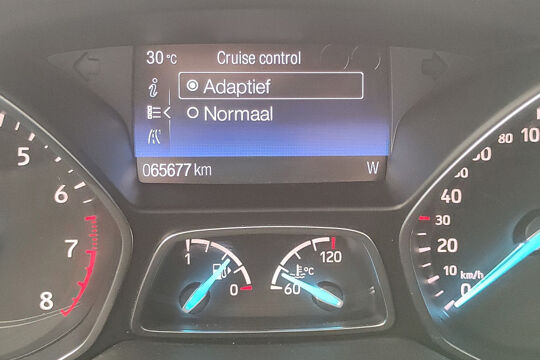 30 °C Cruise control
i Adaptief
Normaal
065677 km W
5
6
7
8
1 0
60 120 °C
0 10 20 30 40 60 80 100
km/h